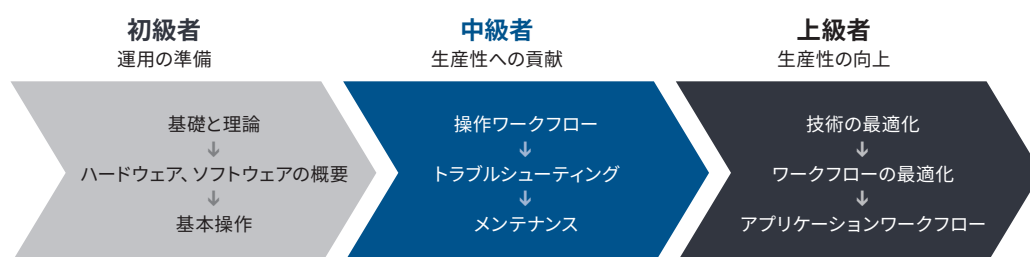 初級者
運用の準備
基礎と理論
ハードウェア、ソフトウェアの概要
基本操作
中級者
生産性への貢献
操作ワークフロー
トラブルシューティング
メンテナンス
上級者
生産性の向上
技術の最適化
ワークフローの最適化
アプリケーションワークフロー